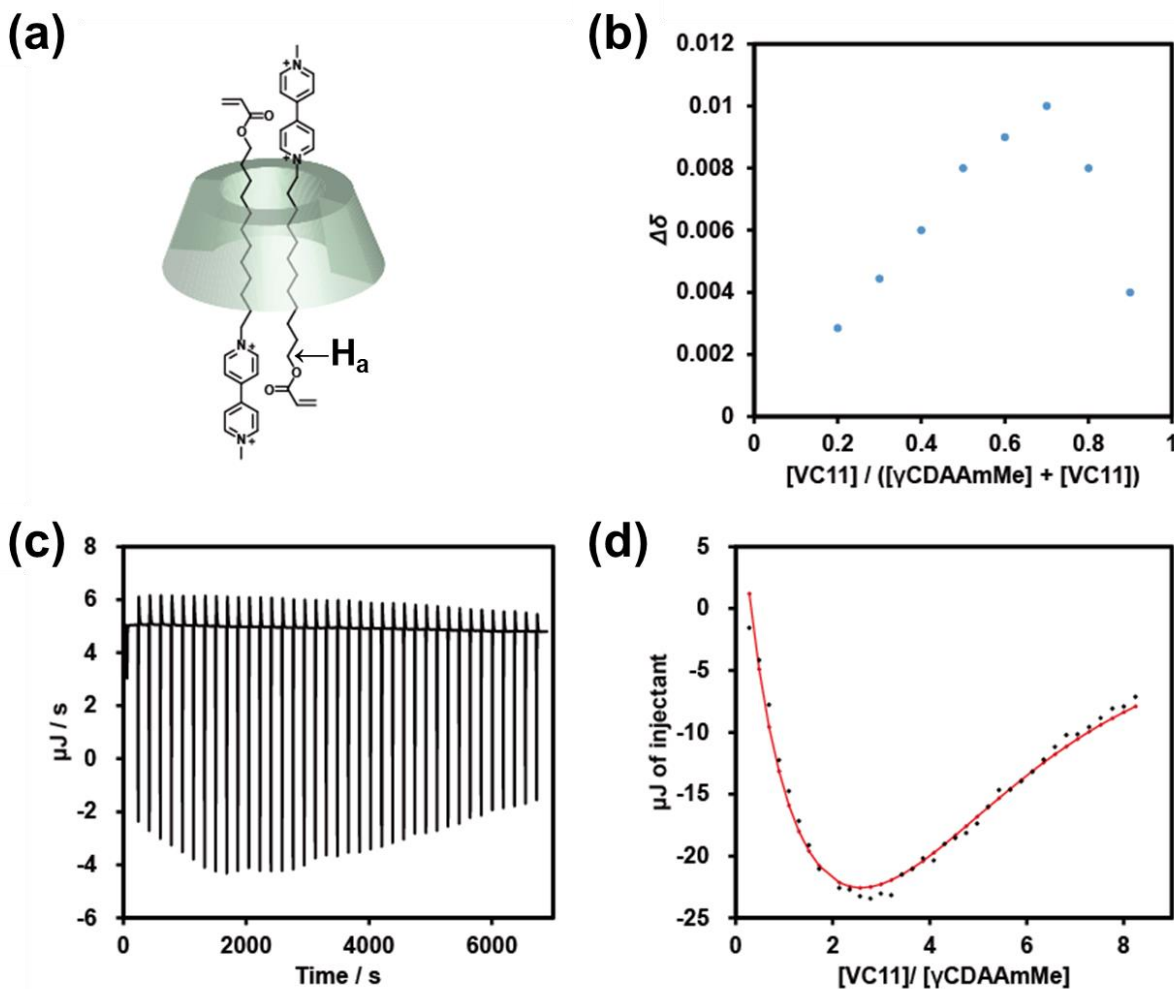 (a)
N
+
N
+
O
O
←Ha
N
+
O
O
N
+
(b)
0.012
0.01
0.008
0.006
0.004
0.002
0
Δδ
0 0.2 0.4 0.6 0.8 1
[VC11] / ([γCDAAmMe] + [VC11])
(c)
8
6
4
2
0
-2
-4
-6
μJ / s
0 2000 4000 6000
Time / s
(d)
5
0
-5
-10
-15
-20
-25
μJ of injectant
0 2 4 6 8
[VC11]/ [γCDAAmMe]